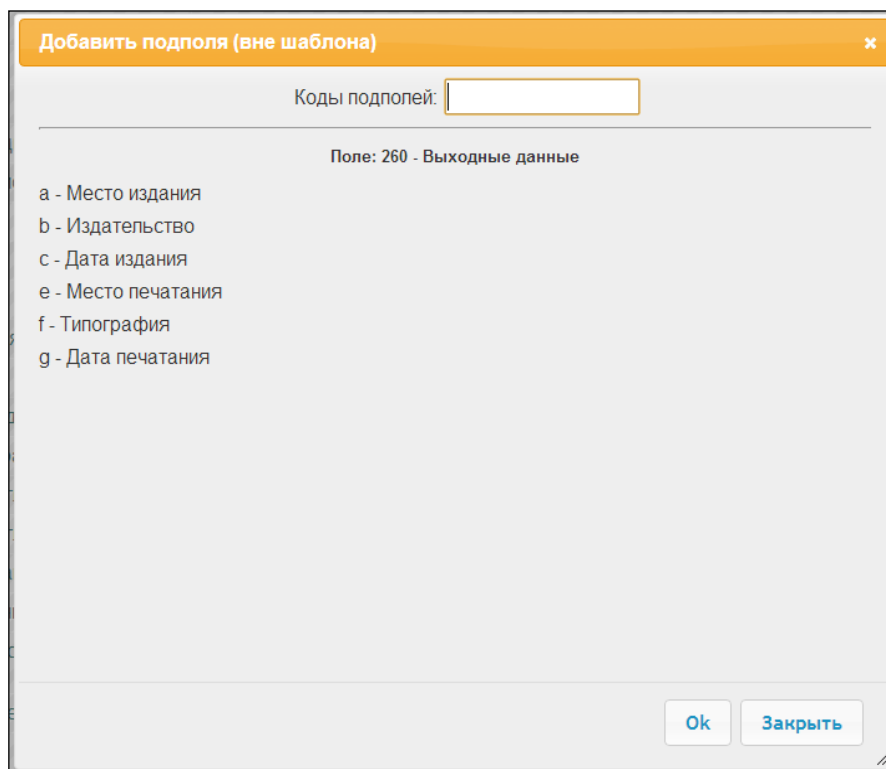 Добавить подполя (вне шаблона)
Коды подполей:
Поле: 260 - Выходные данные
a - Место издания
b - Издательство
c - Дата издания
e - Место печатания
f - Типография
g - Дата печатания
Ok Закрыть